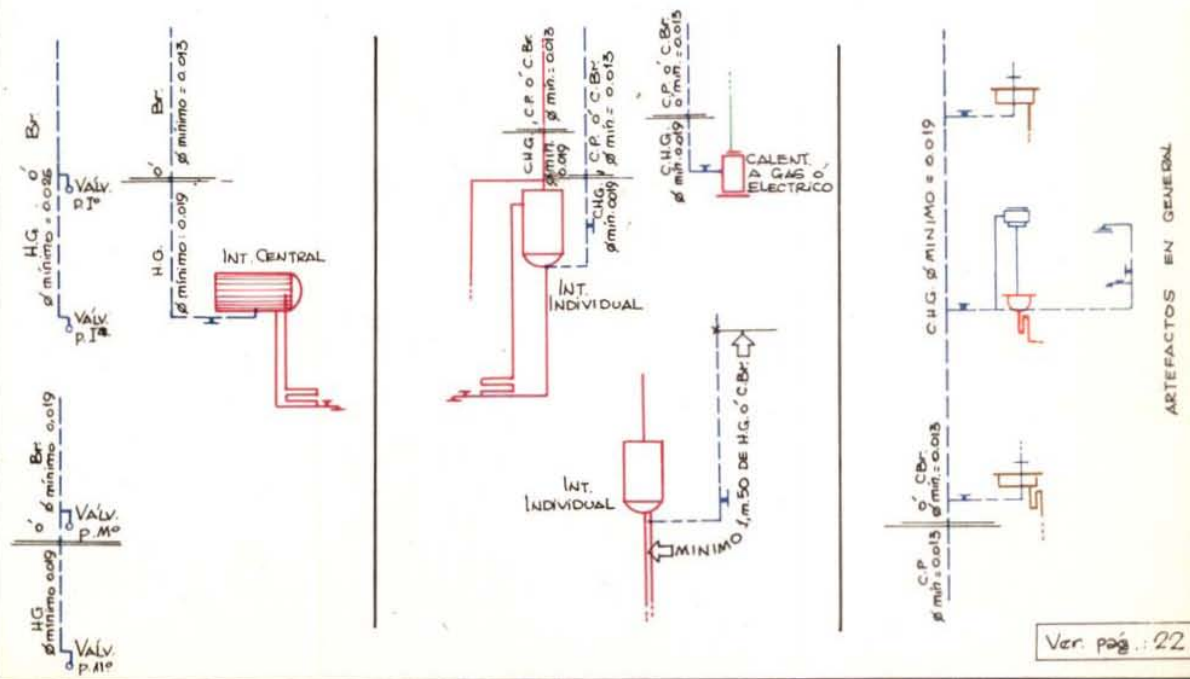 H.G. ó Br.
Ø mínimo = 0.026
VÁLV.
p. Iº
VÁLV.
p. Iº
H.G. ó Br.
Ø mínimo : 0.019
Ø mínimo = 0.013
INT. CENTRAL
HG ó Br.
Ø mínimo 0.019
Ø mínimo 0.019
VÁLV.
p. Mº
VÁLV.
p. Mº
C.H.G., C.P. ó C.Br.
Ø mín. 0.019
Ø mín.: 0.013
C.H.G. ó C.P. ó C.Br.
Ø mín. 0.019
Ø mín. = 0.013
INT.
INDIVIDUAL
C.H.G. C.P. ó C.Br.
Ø mín. 0.019
Ø mín. : 0.013
CALENT.
A GAS Ó
ELECTRICO
INT.
INDIVIDUAL
MINIMO 1,m.50 DE H.G. ó C.Br.
C.H.G. Ø MINIMO = 0.019
C.P. ó C.Br.
Ø mín = 0.013
Ø mín. = 0.013
ARTEFACTOS EN GENERAL
Ver. pág.: 22